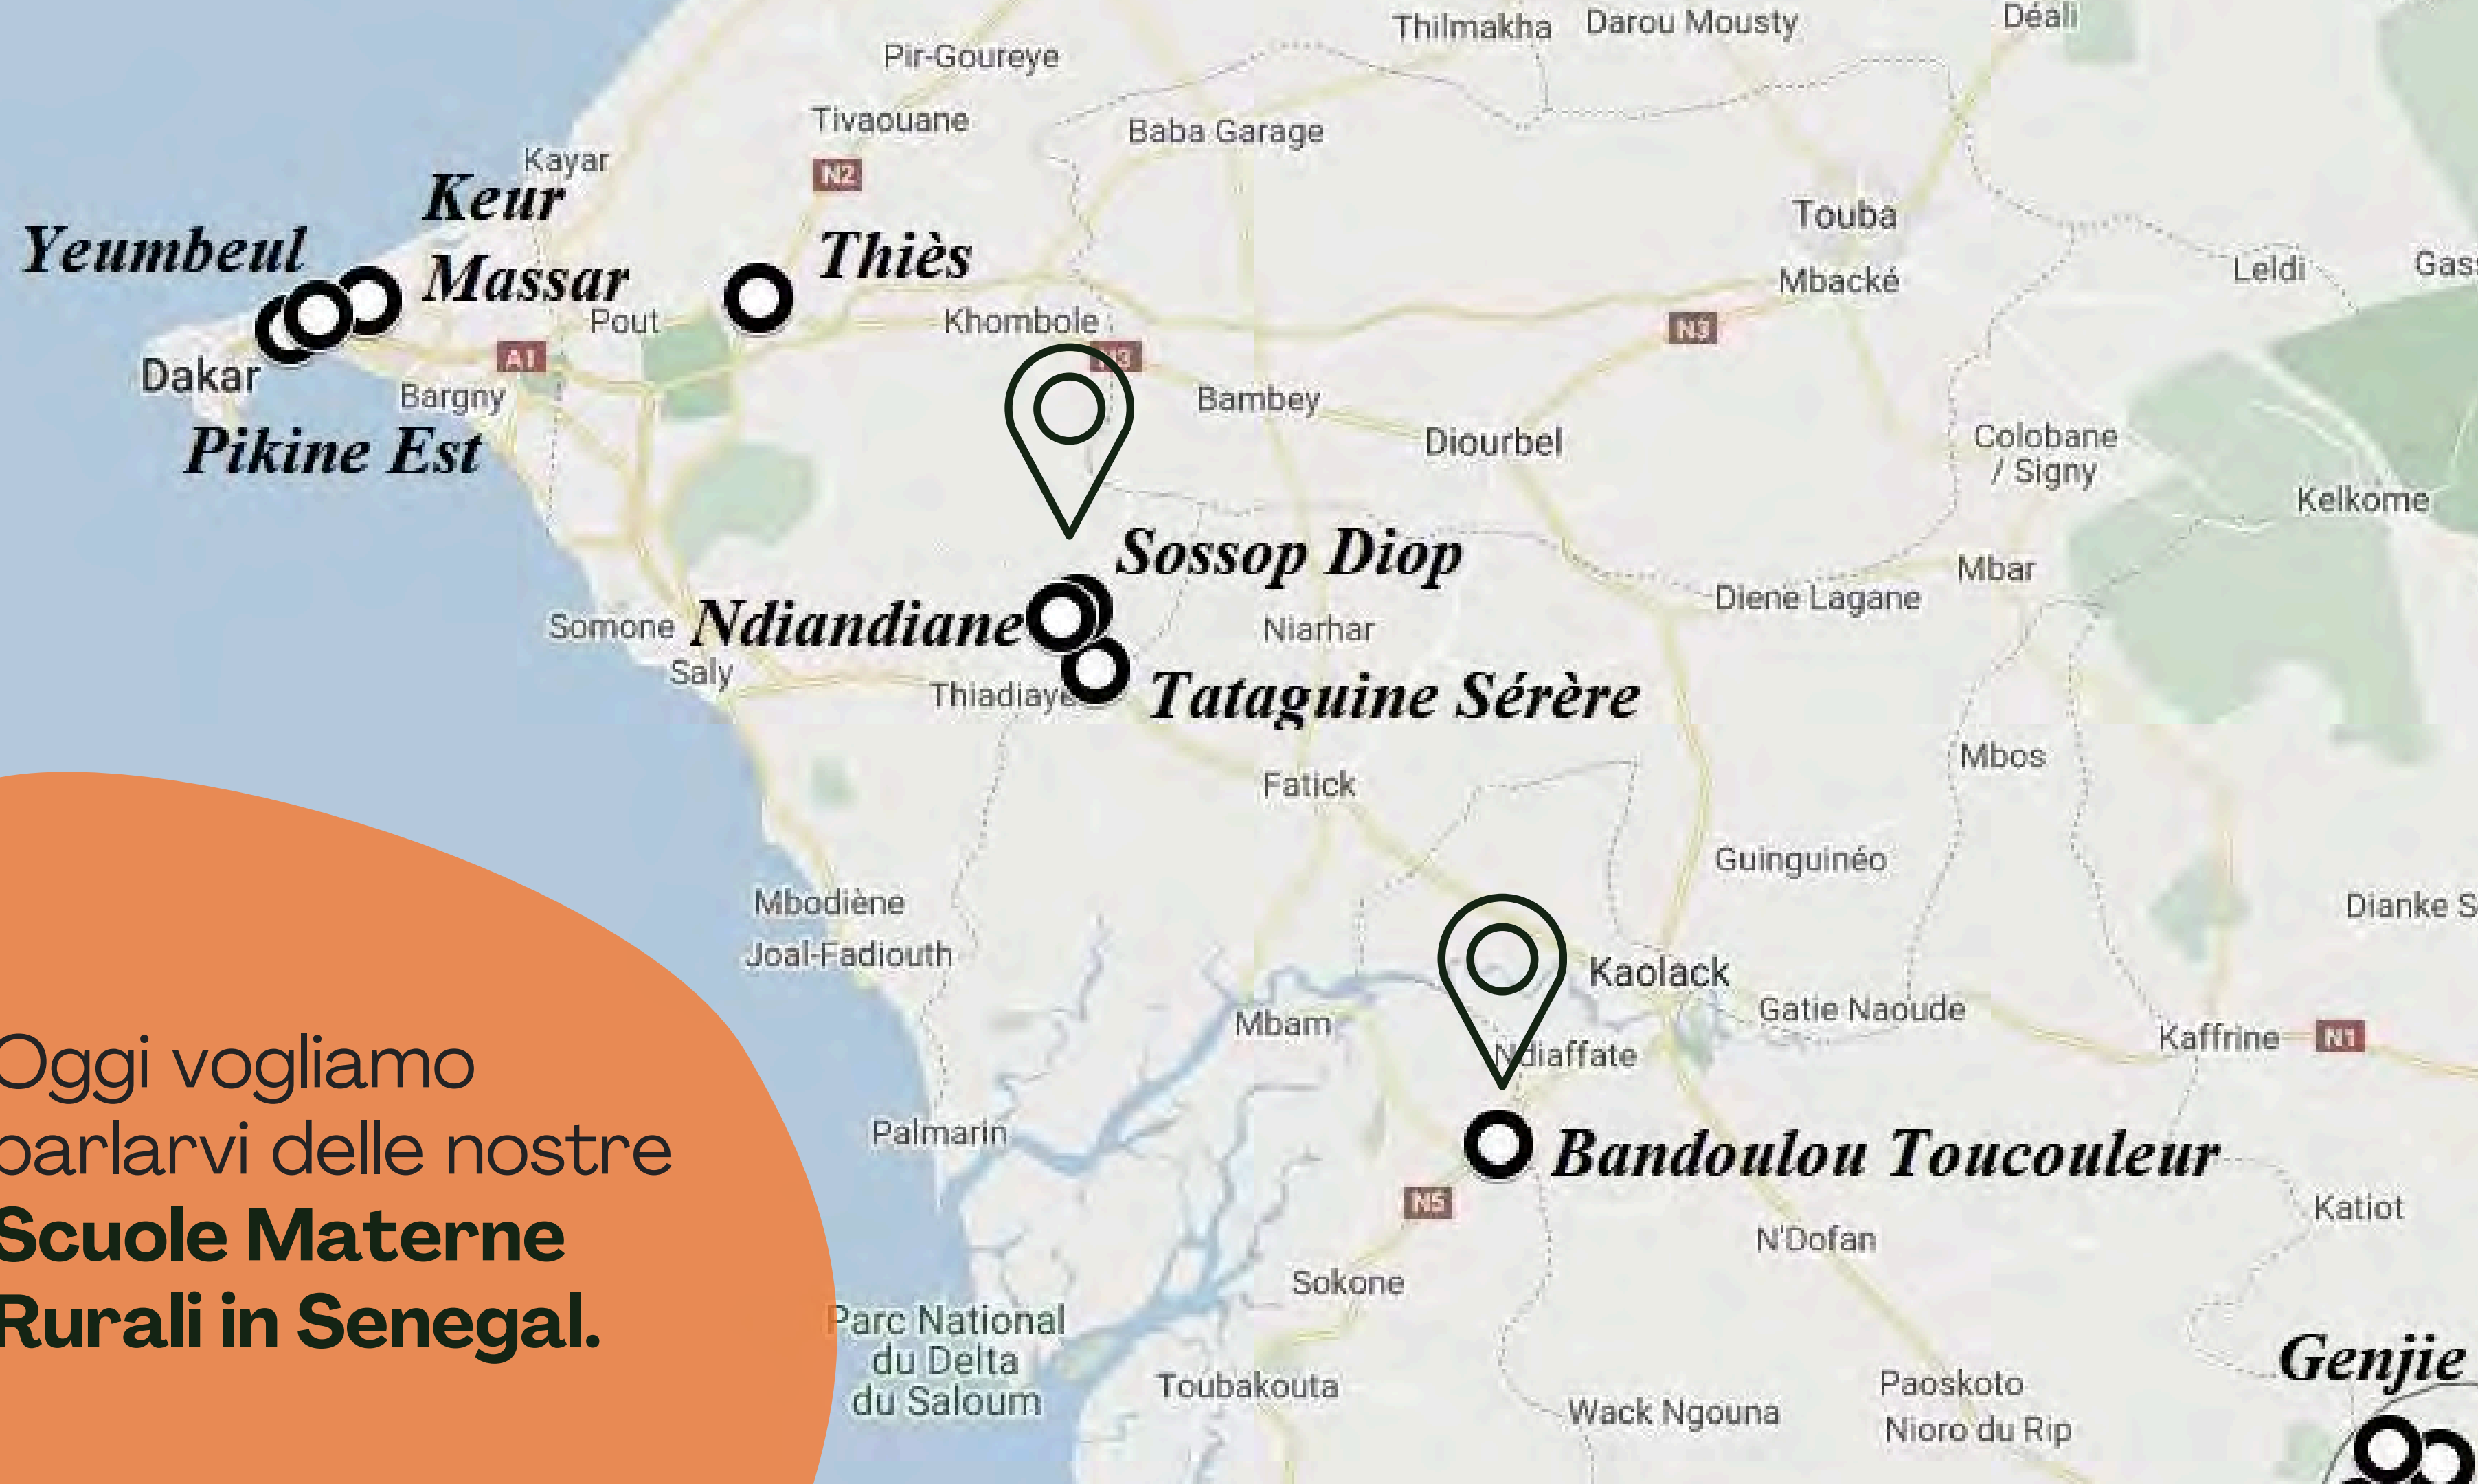 Thilmakha
Darou Mousty
Déali
Pir-Goureye
Tivaouane
Baba Garage
Kayar
N2
Keur
Massar
Yeumbeul
Thiès
Touba
Mbacké
Leldi
Pout
Khombole
N3
A1
N3
Dakar
Bargny
Bambey
Pikine Est
Diourbel
Colobane
/ Signy
Kelkome
Sossop Diop
Mbar
Diene Lagane
Somone
Ndiandiane
Niarhar
Saly
Thiadiaye
Tataguine Sérère
Mbos
Fatick
Guinguinéo
Mbodiène
Dianke S
Joal-Fadiouth
Kaolack
Gatie Naoude
Mbam
Ndiaffate
Kaffrine
N1
Palmarin
Bandoulou Toucouleur
N5
Katiot
N'Dofan
Sokone
Parc National
du Delta
du Saloum
Toubakouta
Paoskoto
Wack Ngouna
Nioro du Rip
Genjie
Oggi vogliamo
parlarvi delle nostre
Scuole Materne
Rurali in Senegal.